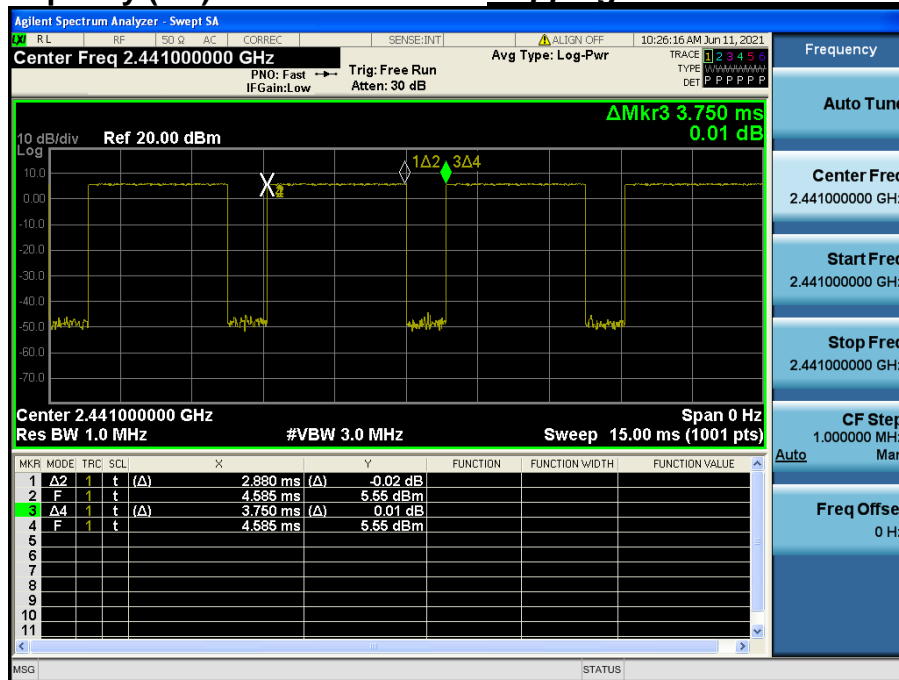 Agilent Spectrum Analyzer - Swept SA
LXI RL RF 50 Ω AC CORREC SENSE:INT ALIGN OFF 10:26:16 AM Jun 11, 2021
Center Freq 2.441000000 GHz
PNO: Fast
IFGain:Low
Trig: Free Run
Atten: 30 dB
Avg Type: Log-Pwr
TRACE 1 2 3 4 5 6
TYPE WWWWWW
DET P P P P P P
ΔMkr3 3.750 ms
0.01 dB
10 dB/div Ref 20.00 dBm
Log
1Δ2 3Δ4
10.0
2
0.00
-10.0
-20.0
-30.0
-40.0
-50.0
-60.0
-70.0
Center 2.441000000 GHz Span 0 Hz
Res BW 1.0 MHz #VBW 3.0 MHz Sweep 15.00 ms (1001 pts)
MKR MODE TRC SCL X Y FUNCTION FUNCTION WIDTH FUNCTION VALUE
1 Δ2 1 t (Δ) 2.880 ms (Δ) -0.02 dB
2 F 1 t 4.585 ms 5.55 dBm
3 Δ4 1 t (Δ) 3.750 ms (Δ) 0.01 dB
4 F 1 t 4.585 ms 5.55 dBm
5
6
7
8
9
10
11
MSG STATUS
Frequency
Auto Tune
Center Freq
2.441000000 GHz
Start Freq
2.441000000 GHz
Stop Freq
2.441000000 GHz
CF Step
1.000000 MHz
Auto Man
Freq Offset
0 Hz